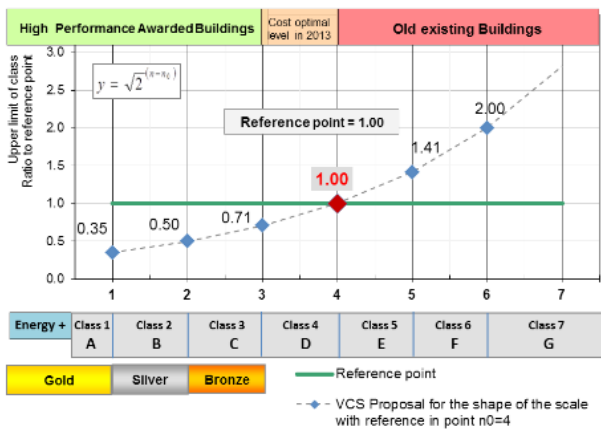 High Performance Awarded Buildings
Cost optimal
level in 2013
Old existing Buildings
Upper limit of class
Ratio to reference point
3.0
2.5
2.0
1.5
1.0
0.5
0.0
y = √2^(n-n₀)
Reference point = 1.00
0.35
0.50
0.71
1.00
1.41
2.00
1 2 3 4 5 6 7
Energy + Class 1 Class 2 Class 3 Class 4 Class 5 Class 6 Class 7
A B C D E F G
Gold Silver Bronze
Reference point
VCS Proposal for the shape of the scale
with reference in point n0=4